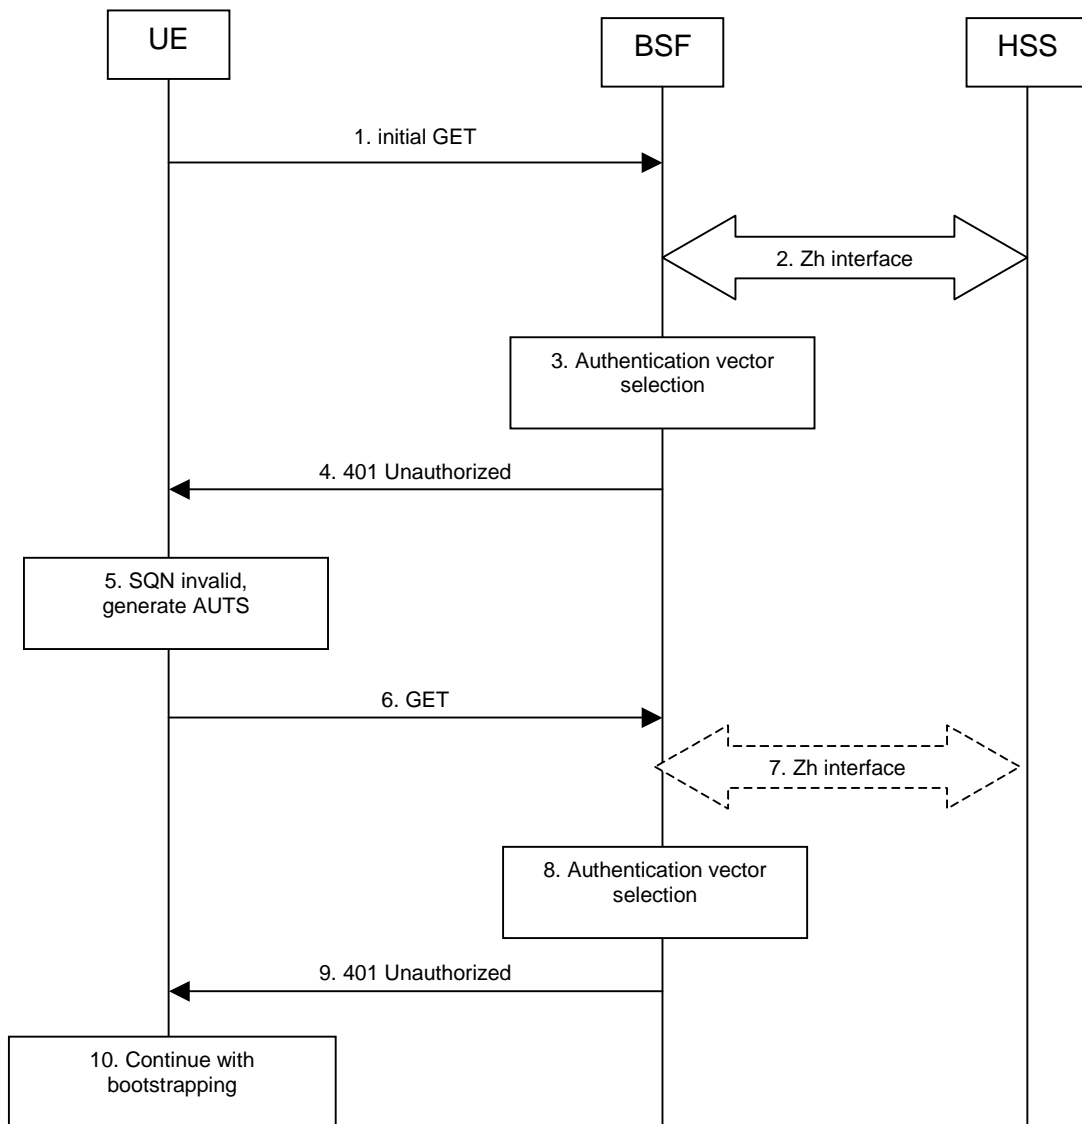 UE
BSF
HSS
1. initial GET
2. Zh interface
3. Authentication vector
selection
4. 401 Unauthorized
5. SQN invalid,
generate AUTS
6. GET
7. Zh interface
8. Authentication vector
selection
9. 401 Unauthorized
10. Continue with
bootstrapping